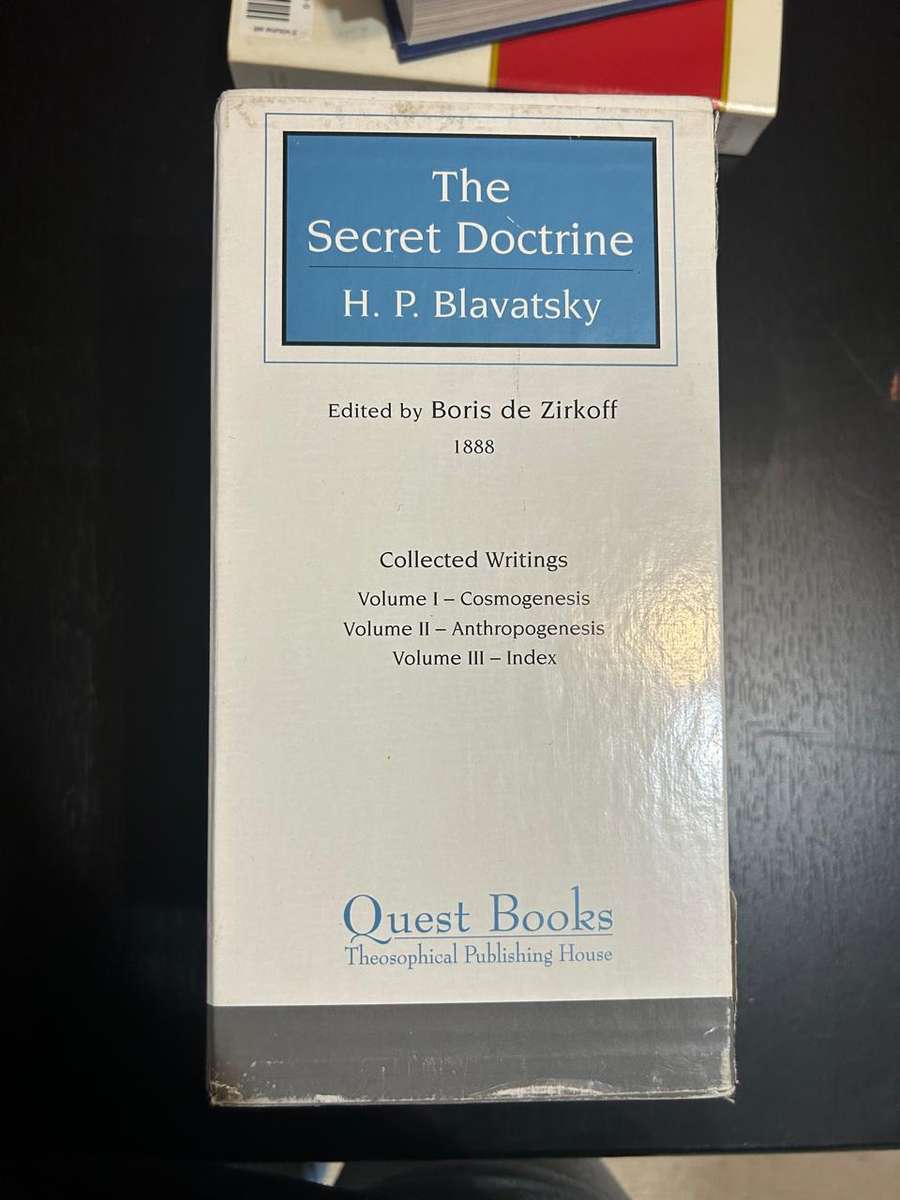 The
Secret Doctrine
H. P. Blavatsky
Edited by Boris de Zirkoff
1888
Collected Writings
Volume I – Cosmogenesis
Volume II – Anthropogenesis
Volume III – Index
Quest Books
Theosophical Publishing House